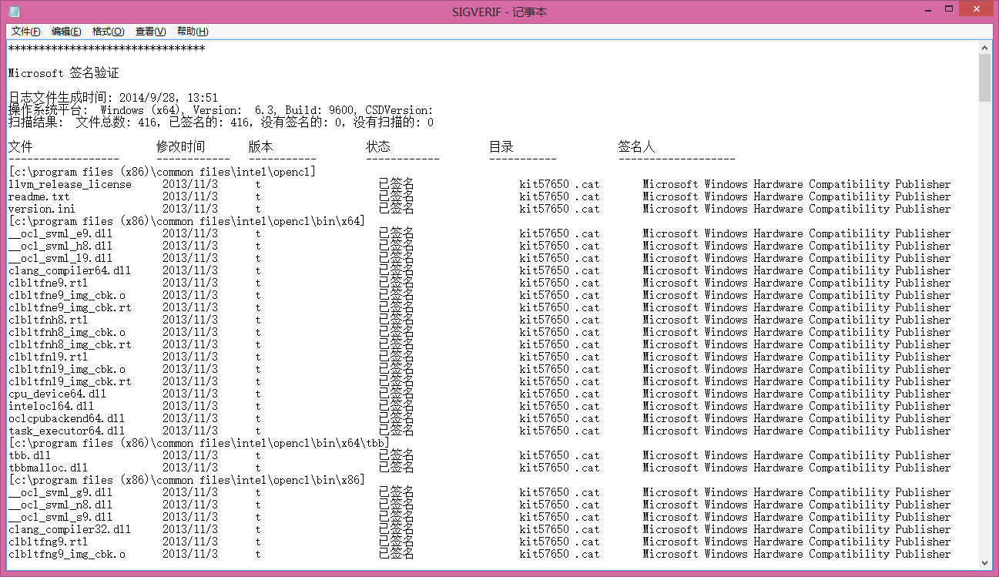 SIGVERIF - 记事本
文件(F) 编辑(E) 格式(O) 查看(V) 帮助(H)
********************************
Microsoft 签名验证
日志文件生成时间: 2014/9/28, 13:51
操作系统平台: Windows (x64), Version: 6.3, Build: 9600, CSDVersion:
扫描结果: 文件总数: 416, 已签名的: 416, 没有签名的: 0, 没有扫描的: 0
文件 修改时间 版本 状态 目录 签名人
------------------ ------------ ----------- ------------ ----------- -------------------
[c:\program files (x86)\common files\intel\opencl]
llvm_release_license 2013/11/3 t 已签名 kit57650 .cat Microsoft Windows Hardware Compatibility Publisher
readme.txt 2013/11/3 t 已签名 kit57650 .cat Microsoft Windows Hardware Compatibility Publisher
version.ini 2013/11/3 t 已签名 kit57650 .cat Microsoft Windows Hardware Compatibility Publisher
[c:\program files (x86)\common files\intel\opencl\bin\x64]
__ocl_svml_e9.dll 2013/11/3 t 已签名 kit57650 .cat Microsoft Windows Hardware Compatibility Publisher
__ocl_svml_h8.dll 2013/11/3 t 已签名 kit57650 .cat Microsoft Windows Hardware Compatibility Publisher
__ocl_svml_l9.dll 2013/11/3 t 已签名 kit57650 .cat Microsoft Windows Hardware Compatibility Publisher
clang_compiler64.dll 2013/11/3 t 已签名 kit57650 .cat Microsoft Windows Hardware Compatibility Publisher
clbltfne9.rtl 2013/11/3 t 已签名 kit57650 .cat Microsoft Windows Hardware Compatibility Publisher
clbltfne9_img_cbk.o 2013/11/3 t 已签名 kit57650 .cat Microsoft Windows Hardware Compatibility Publisher
clbltfne9_img_cbk.rt 2013/11/3 t 已签名 kit57650 .cat Microsoft Windows Hardware Compatibility Publisher
clbltfnh8.rtl 2013/11/3 t 已签名 kit57650 .cat Microsoft Windows Hardware Compatibility Publisher
clbltfnh8_img_cbk.o 2013/11/3 t 已签名 kit57650 .cat Microsoft Windows Hardware Compatibility Publisher
clbltfnh8_img_cbk.rt 2013/11/3 t 已签名 kit57650 .cat Microsoft Windows Hardware Compatibility Publisher
clbltfnl9.rtl 2013/11/3 t 已签名 kit57650 .cat Microsoft Windows Hardware Compatibility Publisher
clbltfnl9_img_cbk.o 2013/11/3 t 已签名 kit57650 .cat Microsoft Windows Hardware Compatibility Publisher
clbltfnl9_img_cbk.rt 2013/11/3 t 已签名 kit57650 .cat Microsoft Windows Hardware Compatibility Publisher
cpu_device64.dll 2013/11/3 t 已签名 kit57650 .cat Microsoft Windows Hardware Compatibility Publisher
intelocl64.dll 2013/11/3 t 已签名 kit57650 .cat Microsoft Windows Hardware Compatibility Publisher
oclcpubackend64.dll 2013/11/3 t 已签名 kit57650 .cat Microsoft Windows Hardware Compatibility Publisher
task_executor64.dll 2013/11/3 t 已签名 kit57650 .cat Microsoft Windows Hardware Compatibility Publisher
[c:\program files (x86)\common files\intel\opencl\bin\x64\tbb]
tbb.dll 2013/11/3 t 已签名 kit57650 .cat Microsoft Windows Hardware Compatibility Publisher
tbbmalloc.dll 2013/11/3 t 已签名 kit57650 .cat Microsoft Windows Hardware Compatibility Publisher
[c:\program files (x86)\common files\intel\opencl\bin\x86]
__ocl_svml_g9.dll 2013/11/3 t 已签名 kit57650 .cat Microsoft Windows Hardware Compatibility Publisher
__ocl_svml_n8.dll 2013/11/3 t 已签名 kit57650 .cat Microsoft Windows Hardware Compatibility Publisher
__ocl_svml_s9.dll 2013/11/3 t 已签名 kit57650 .cat Microsoft Windows Hardware Compatibility Publisher
clang_compiler32.dll 2013/11/3 t 已签名 kit57650 .cat Microsoft Windows Hardware Compatibility Publisher
clbltfng9.rtl 2013/11/3 t 已签名 kit57650 .cat Microsoft Windows Hardware Compatibility Publisher
clbltfng9_img_cbk.o 2013/11/3 t 已签名 kit57650 .cat Microsoft Windows Hardware Compatibility Publisher